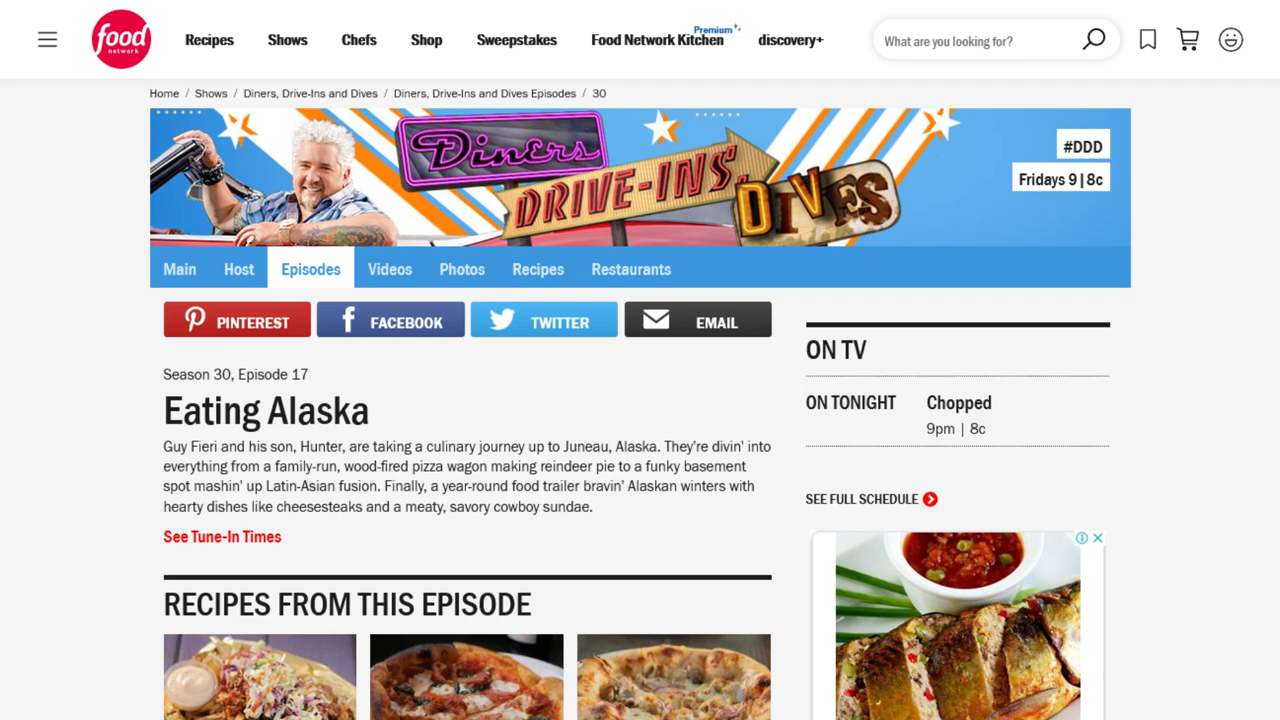 food
network
Recipes
Shows
Chefs
Shop
Sweepstakes
Premium
Food Network Kitchen
discovery+
What are you looking for?
Home / Shows / Diners, Drive-Ins and Dives / Diners, Drive-Ins and Dives Episodes / 30
Diners
DRIVE-INS,
DIVES
#DDD
Fridays 9|8c
Main
Host
Episodes
Videos
Photos
Recipes
Restaurants
PINTEREST
FACEBOOK
TWITTER
EMAIL
Season 30, Episode 17
Eating Alaska
Guy Fieri and his son, Hunter, are taking a culinary journey up to Juneau, Alaska. They're divin' into
everything from a family-run, wood-fired pizza wagon making reindeer pie to a funky basement
spot mashin' up Latin-Asian fusion. Finally, a year-round food trailer bravin' Alaskan winters with
hearty dishes like cheesesteaks and a meaty, savory cowboy sundae.
See Tune-In Times
RECIPES FROM THIS EPISODE
ON TV
ON TONIGHT
Chopped
9pm | 8c
SEE FULL SCHEDULE